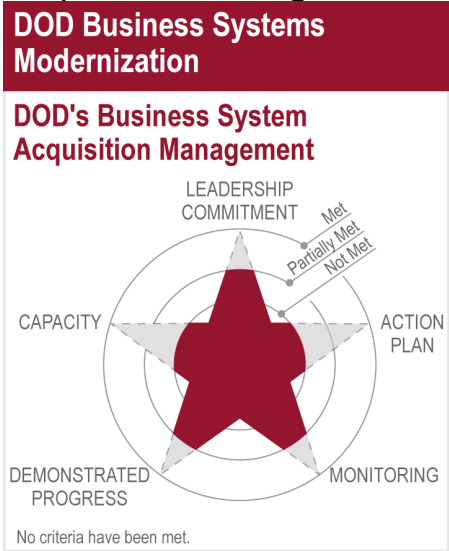 DOD Business Systems
Modernization
DOD's Business System
Acquisition Management
LEADERSHIP
COMMITMENT
Met
Partially Met
Not Met
CAPACITY
ACTION
PLAN
DEMONSTRATED
PROGRESS
MONITORING
No criteria have been met.